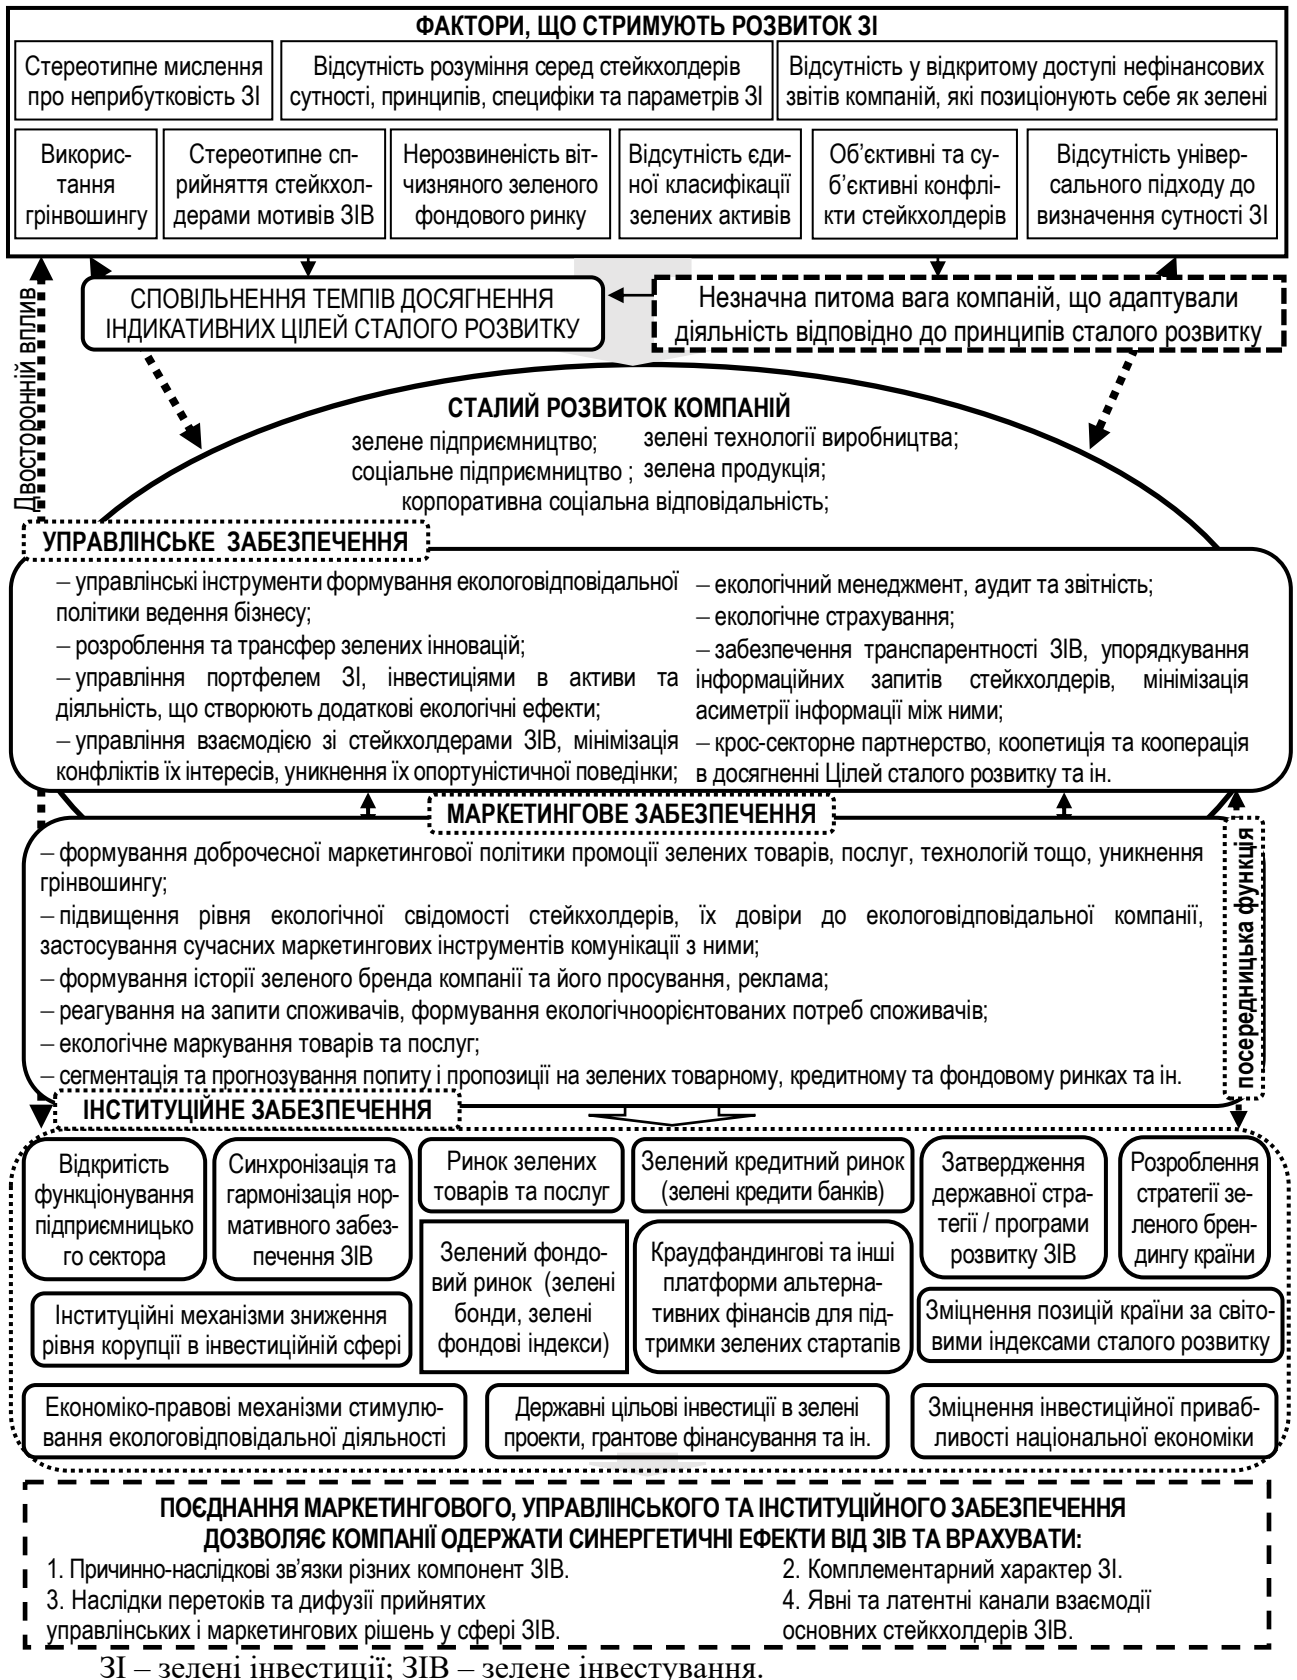 ФАКТОРИ, ЩО СТРИМУЮТЬ РОЗВИТОК ЗІ
Стереотипне мислення
про неприбутковість ЗІ
Відсутність розуміння серед стейкхолдерів
сутності, принципів, специфіки та параметрів ЗІ
Відсутність у відкритому доступі нефінансових
звітів компаній, які позиціонують себе як зелені
Викорис-
тання
грінвошингу
Стереотипне сп-
рийняття стейкхол-
дерами мотивів ЗІВ
Нерозвиненість віт-
чизняного зеленого
фондового ринку
Відсутність єди-
ної класифікації
зелених активів
Об’єктивні та су-
б’єктивні конфлі-
кти стейкхолдерів
Відсутність універ-
сального підходу до
визначення сутності ЗІ
Двосторонній вплив
СПОВІЛЬНЕННЯ ТЕМПІВ ДОСЯГНЕННЯ
ІНДИКАТИВНИХ ЦІЛЕЙ СТАЛОГО РОЗВИТКУ
Незначна питома вага компаній, що адаптували
діяльність відповідно до принципів сталого розвитку
СТАЛИЙ РОЗВИТОК КОМПАНІЙ
зелене підприємництво;
соціальне підприємництво ;
зелені технології виробництва;
зелена продукція;
корпоративна соціальна відповідальність;
УПРАВЛІНСЬКЕ ЗАБЕЗПЕЧЕННЯ
– управлінські інструменти формування екологовідповідальної
політики ведення бізнесу;
– розроблення та трансфер зелених інновацій;
– управління портфелем ЗІ, інвестиціями в активи та
діяльність, що створюють додаткові екологічні ефекти;
– управління взаємодією зі стейкхолдерами ЗІВ, мінімізація
конфліктів їх інтересів, уникнення їх опортуністичної поведінки;
– екологічний менеджмент, аудит та звітність;
– екологічне страхування;
– забезпечення транспарентності ЗІВ, упорядкування
інформаційних запитів стейкхолдерів, мінімізація
асиметрії інформації між ними;
– крос-секторне партнерство, коопетиція та кооперація
в досягненні Цілей сталого розвитку та ін.
МАРКЕТИНГОВЕ ЗАБЕЗПЕЧЕННЯ
– формування доброчесної маркетингової політики промоції зелених товарів, послуг, технологій тощо, уникнення
грінвошингу;
– підвищення рівня екологічної свідомості стейкхолдерів, їх довіри до екологовідповідальної компанії,
застосування сучасних маркетингових інструментів комунікації з ними;
– формування історії зеленого бренда компанії та його просування, реклама;
– реагування на запити споживачів, формування екологічноорієнтованих потреб споживачів;
– екологічне маркування товарів та послуг;
– сегментація та прогнозування попиту і пропозиції на зелених товарному, кредитному та фондовому ринках та ін.
посередницька функція
ІНСТИТУЦІЙНЕ ЗАБЕЗПЕЧЕННЯ
Відкритість
функціонування
підприємницько
го сектора
Синхронізація та
гармонізація нор-
мативного забез-
печення ЗІВ
Ринок зелених
товарів та послуг
Зелений кредитний ринок
(зелені кредити банків)
Затвердження
державної стра-
тегії / програми
розвитку ЗІВ
Розроблення
стратегії зе-
леного брен-
дингу країни
Зелений фондо-
вий ринок (зелені
бонди, зелені
фондові індекси)
Краудфандингові та інші
платформи альтерна-
тивних фінансів для під-
тримки зелених стартапів
Інституційні механізми зниження
рівня корупції в інвестиційній сфері
Зміцнення позицій країни за світо-
вими індексами сталого розвитку
Економіко-правові механізми стимулю-
вання екологовідповідальної діяльності
Державні цільові інвестиції в зелені
проекти, грантове фінансування та ін.
Зміцнення інвестиційної приваб-
ливості національної економіки
ПОЄДНАННЯ МАРКЕТИНГОВОГО, УПРАВЛІНСЬКОГО ТА ІНСТИТУЦІЙНОГО ЗАБЕЗПЕЧЕННЯ
ДОЗВОЛЯЄ КОМПАНІЇ ОДЕРЖАТИ СИНЕРГЕТИЧНІ ЕФЕКТИ ВІД ЗІВ ТА ВРАХУВАТИ:
1. Причинно-наслідкові зв’язки різних компонент ЗІВ.
2. Комплементарний характер ЗІ.
3. Наслідки перетоків та дифузії прийнятих
управлінських і маркетингових рішень у сфері ЗІВ.
4. Явні та латентні канали взаємодії
основних стейкхолдерів ЗІВ.
ЗІ – зелені інвестиції; ЗІВ – зелене інвестування.